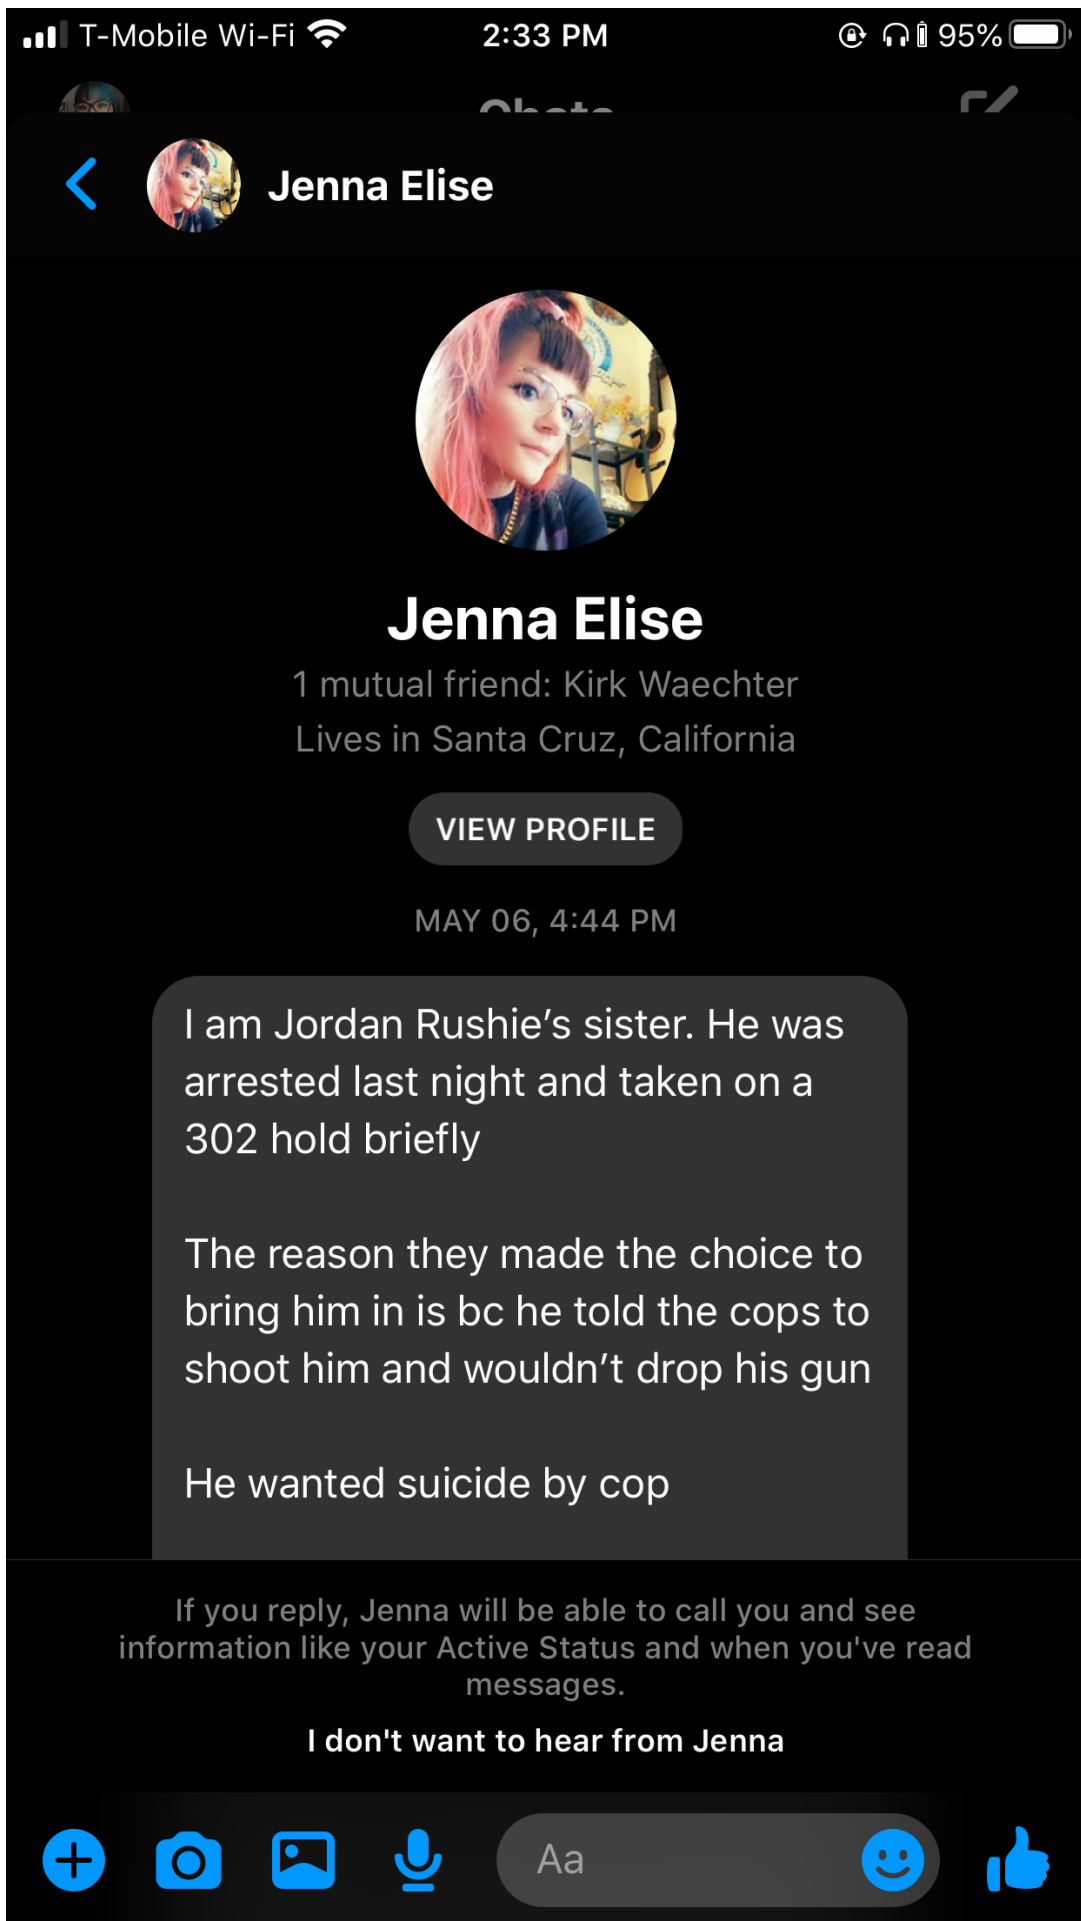 T-Mobile Wi-Fi 2:33 PM 95%
Chats
Jenna Elise
Jenna Elise
1 mutual friend: Kirk Waechter
Lives in Santa Cruz, California
VIEW PROFILE
MAY 06, 4:44 PM
I am Jordan Rushie’s sister. He was
arrested last night and taken on a
302 hold briefly
The reason they made the choice to
bring him in is bc he told the cops to
shoot him and wouldn’t drop his gun
He wanted suicide by cop
If you reply, Jenna will be able to call you and see
information like your Active Status and when you've read
messages.
I don't want to hear from Jenna
Aa